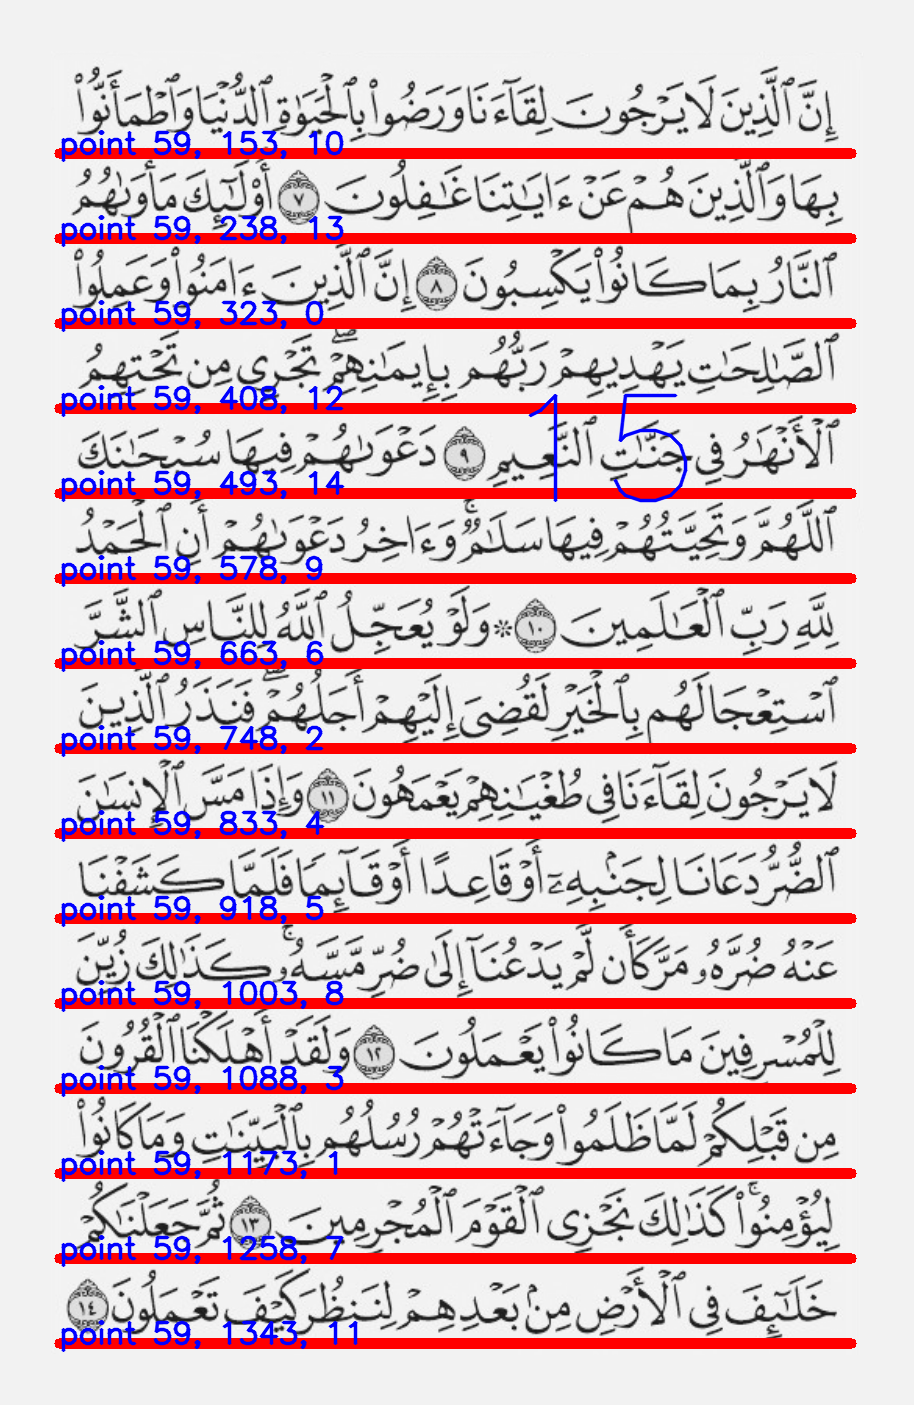 إِنَّ ٱلَّذِينَ لَا يَرْجُونَ لِقَآءَنَا وَرَضُوا۟ بِٱلْحَيَوٰةِ ٱلدُّنْيَا وَٱطْمَأَنُّوا۟
point 59, 153, 10
بِهَا وَٱلَّذِينَ هُمْ عَنْ ءَايَـٰتِنَا غَـٰفِلُونَ ٧ أُو۟لَـٰٓئِكَ مَأْوَىٰهُمُ
point 59, 238, 13
ٱلنَّارُ بِمَا كَانُوا۟ يَكْسِبُونَ ٨ إِنَّ ٱلَّذِينَ ءَامَنُوا۟ وَعَمِلُوا۟
point 59, 323, 0
ٱلصَّـٰلِحَـٰتِ يَهْدِيهِمْ رَبُّهُم بِإِيمَـٰنِهِمْ ۖ تَجْرِى مِن تَحْتِهِمُ
point 59, 408, 12
15
ٱلْأَنْهَـٰرُ فِى جَنَّـٰتِ ٱلنَّعِيمِ ٩ دَعْوَىٰهُمْ فِيهَا سُبْحَـٰنَكَ
point 59, 493, 14
ٱللَّهُمَّ وَتَحِيَّتُهُمْ فِيهَا سَلَـٰمٌ ۚ وَءَاخِرُ دَعْوَىٰهُمْ أَنِ ٱلْحَمْدُ
point 59, 578, 9
لِلَّهِ رَبِّ ٱلْعَـٰلَمِينَ ١٠ ۞ وَلَوْ يُعَجِّلُ ٱللَّهُ لِلنَّاسِ ٱلشَّرَّ
point 59, 663, 6
ٱسْتِعْجَالَهُم بِٱلْخَيْرِ لَقُضِىَ إِلَيْهِمْ أَجَلُهُمْ ۖ فَنَذَرُ ٱلَّذِينَ
point 59, 748, 2
لَا يَرْجُونَ لِقَآءَنَا فِى طُغْيَـٰنِهِمْ يَعْمَهُونَ ١١ وَإِذَا مَسَّ ٱلْإِنسَـٰنَ
point 59, 833, 4
ٱلضُّرُّ دَعَانَا لِجَنۢبِهِۦٓ أَوْ قَاعِدًا أَوْ قَآئِمًا فَلَمَّا كَشَفْنَا
point 59, 918, 5
عَنْهُ ضُرَّهُۥ مَرَّ كَأَن لَّمْ يَدْعُنَآ إِلَىٰ ضُرٍّ مَّسَّهُۥ ۚ كَذَٰلِكَ زُيِّنَ
point 59, 1003, 8
لِلْمُسْرِفِينَ مَا كَانُوا۟ يَعْمَلُونَ ١٢ وَلَقَدْ أَهْلَكْنَا ٱلْقُرُونَ
point 59, 1088, 3
مِن قَبْلِكُمْ لَمَّا ظَلَمُوا۟ وَجَآءَتْهُمْ رُسُلُهُم بِٱلْبَيِّنَـٰتِ وَمَا كَانُوا۟
point 59, 1173, 1
لِيُؤْمِنُوا۟ ۚ كَذَٰلِكَ نَجْزِى ٱلْقَوْمَ ٱلْمُجْرِمِينَ ١٣ ثُمَّ جَعَلْنَـٰكُمْ
point 59, 1258, 7
خَلَـٰٓئِفَ فِى ٱلْأَرْضِ مِنۢ بَعْدِهِمْ لِنَنظُرَ كَيْفَ تَعْمَلُونَ ١٤
point 59, 1343, 11